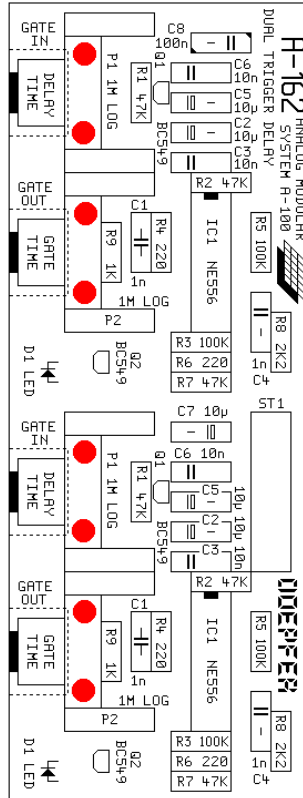 A-162
ANALOG MODULAR
SYSTEM A-100
DUAL TRIGGER DELAY
GATE
IN
DELAY
TIME
P1 1M LOG
R1 47K
Q1
BC549
C8
100n
C6
10n
C5
10µ
C2
10µ
C3
10n
R2 47K
GATE
OUT
GATE
TIME
R9 1K
C1
R4 220
1n
1M LOG
P2
IC1 NE556
R5 100K
R8 2K2
1n
C4
D1 LED
Q2
BC549
R3 100K
R6 220
R7 47K
ST1
C7 10µ
C6 10n
GATE
IN
DELAY
TIME
P1 1M LOG
R1 47K
Q1
BC549
C5
10µ
C2
10µ
C3
10n
R2 47K
DOEPFER
GATE
OUT
GATE
TIME
R9 1K
C1
R4 220
1n
1M LOG
P2
IC1 NE556
R5 100K
R8 2K2
1n
C4
D1 LED
Q2
BC549
R3 100K
R6 220
R7 47K